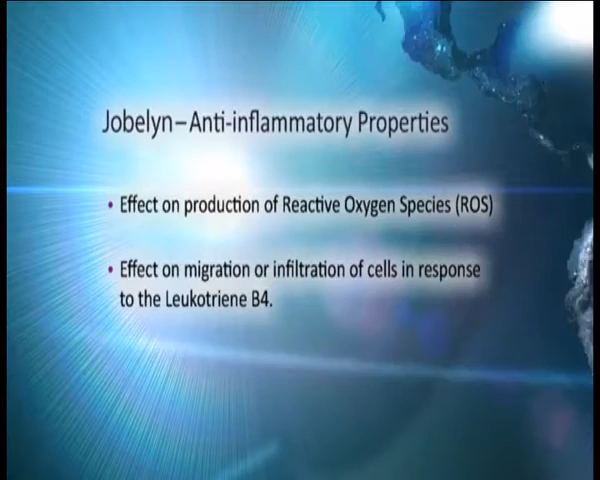 Jobelyn–Anti-inflammatory Properties
• Effect on production of Reactive Oxygen Species (ROS)
• Effect on migration or infiltration of cells in response
to the Leukotriene B4.